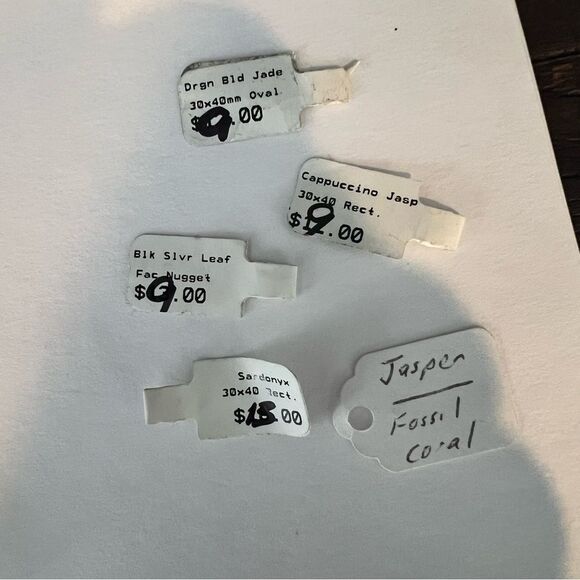 Drgn Bld Jade
30x40mm Oval
$9.00
Cappuccino Jasp
30x40 Rect.
$9.00
Blk Slvr Leaf
Fac Nugget
$9.00
Sardonyx
30x40 Rect.
$15.00
Jasper
Fossil
Coral